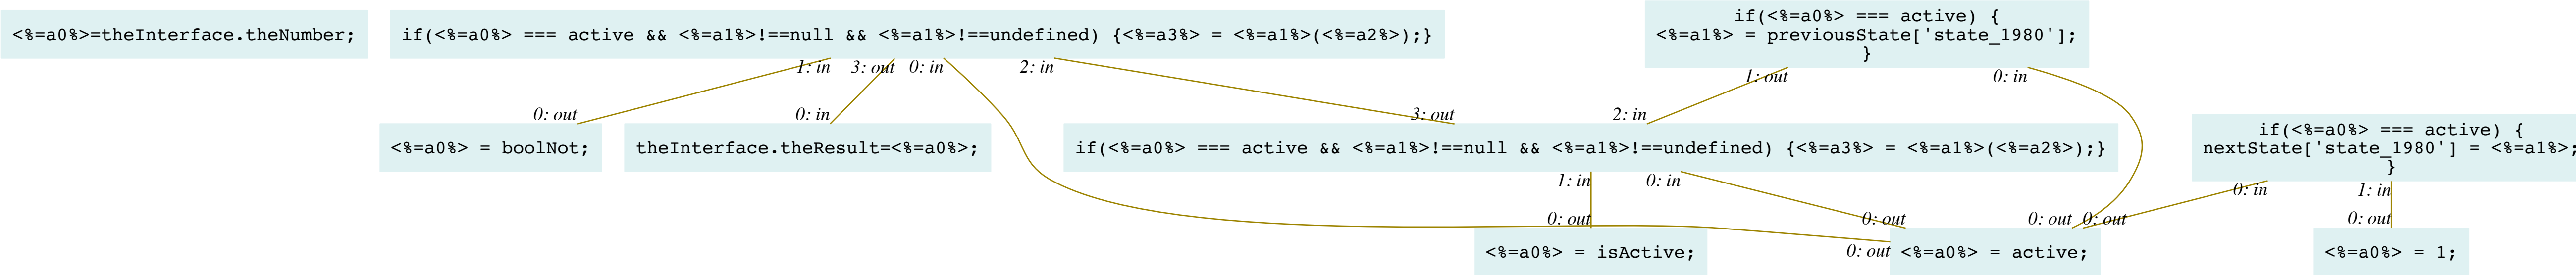 <%=a0%>=theInterface.theNumber;
if(<%=a0%> === active && <%=a1%>!==null && <%=a1%>!==undefined) {<%=a3%> = <%=a1%>(<%=a2%>);}
if(<%=a0%> === active) {
<%=a1%> = previousState['state_1980'];
}
1: in
3: out
0: in
2: in
1: out
0: in
0: out
0: in
3: out
2: in
<%=a0%> = boolNot;
theInterface.theResult=<%=a0%>;
if(<%=a0%> === active && <%=a1%>!==null && <%=a1%>!==undefined) {<%=a3%> = <%=a1%>(<%=a2%>);}
if(<%=a0%> === active) {
nextState['state_1980'] = <%=a1%>;
}
1: in
0: in
0: in
1: in
0: out
0: out
0: out
0: out
0: out
0: out
<%=a0%> = isActive;
<%=a0%> = active;
<%=a0%> = 1;